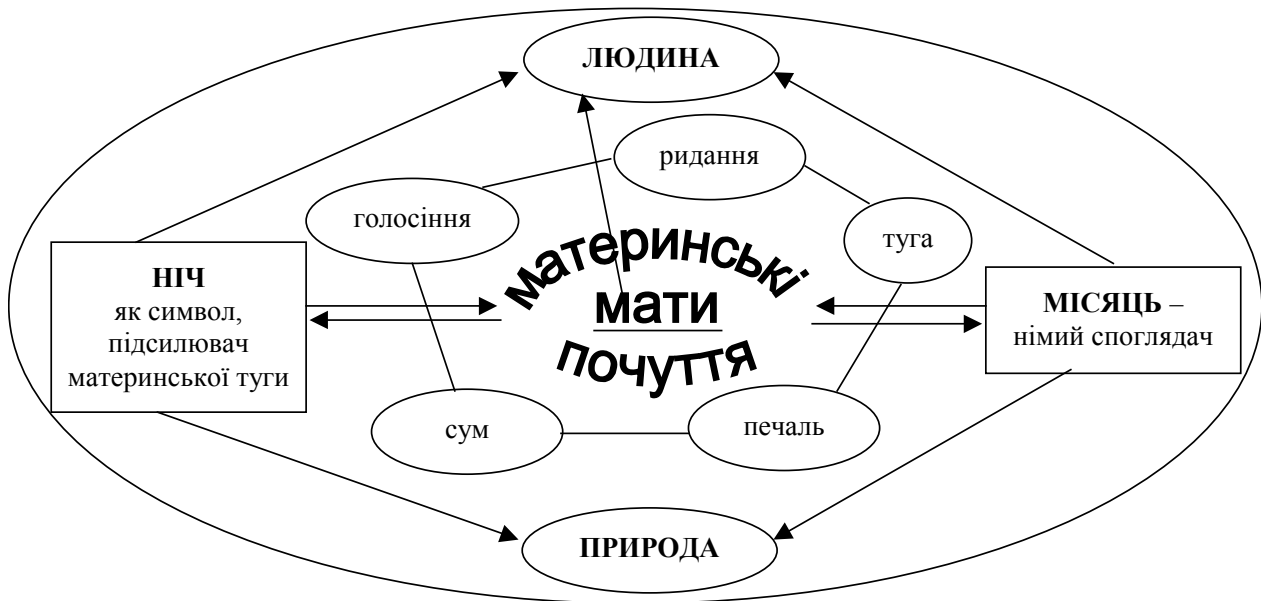 ЛЮДИНА
ридання
голосіння
туга
НІЧ
як символ,
підсилювач
материнської туги
материнські
мати
почуття
МІСЯЦЬ –
німий споглядач
сум
печаль
ПРИРОДА